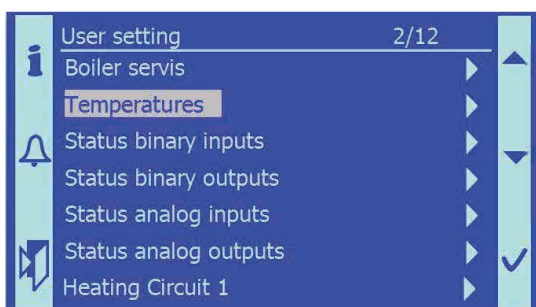 User setting 2/12
Boiler servis
Temperatures
Status binary inputs
Status binary outputs
Status analog inputs
Status analog outputs
Heating Circuit 1